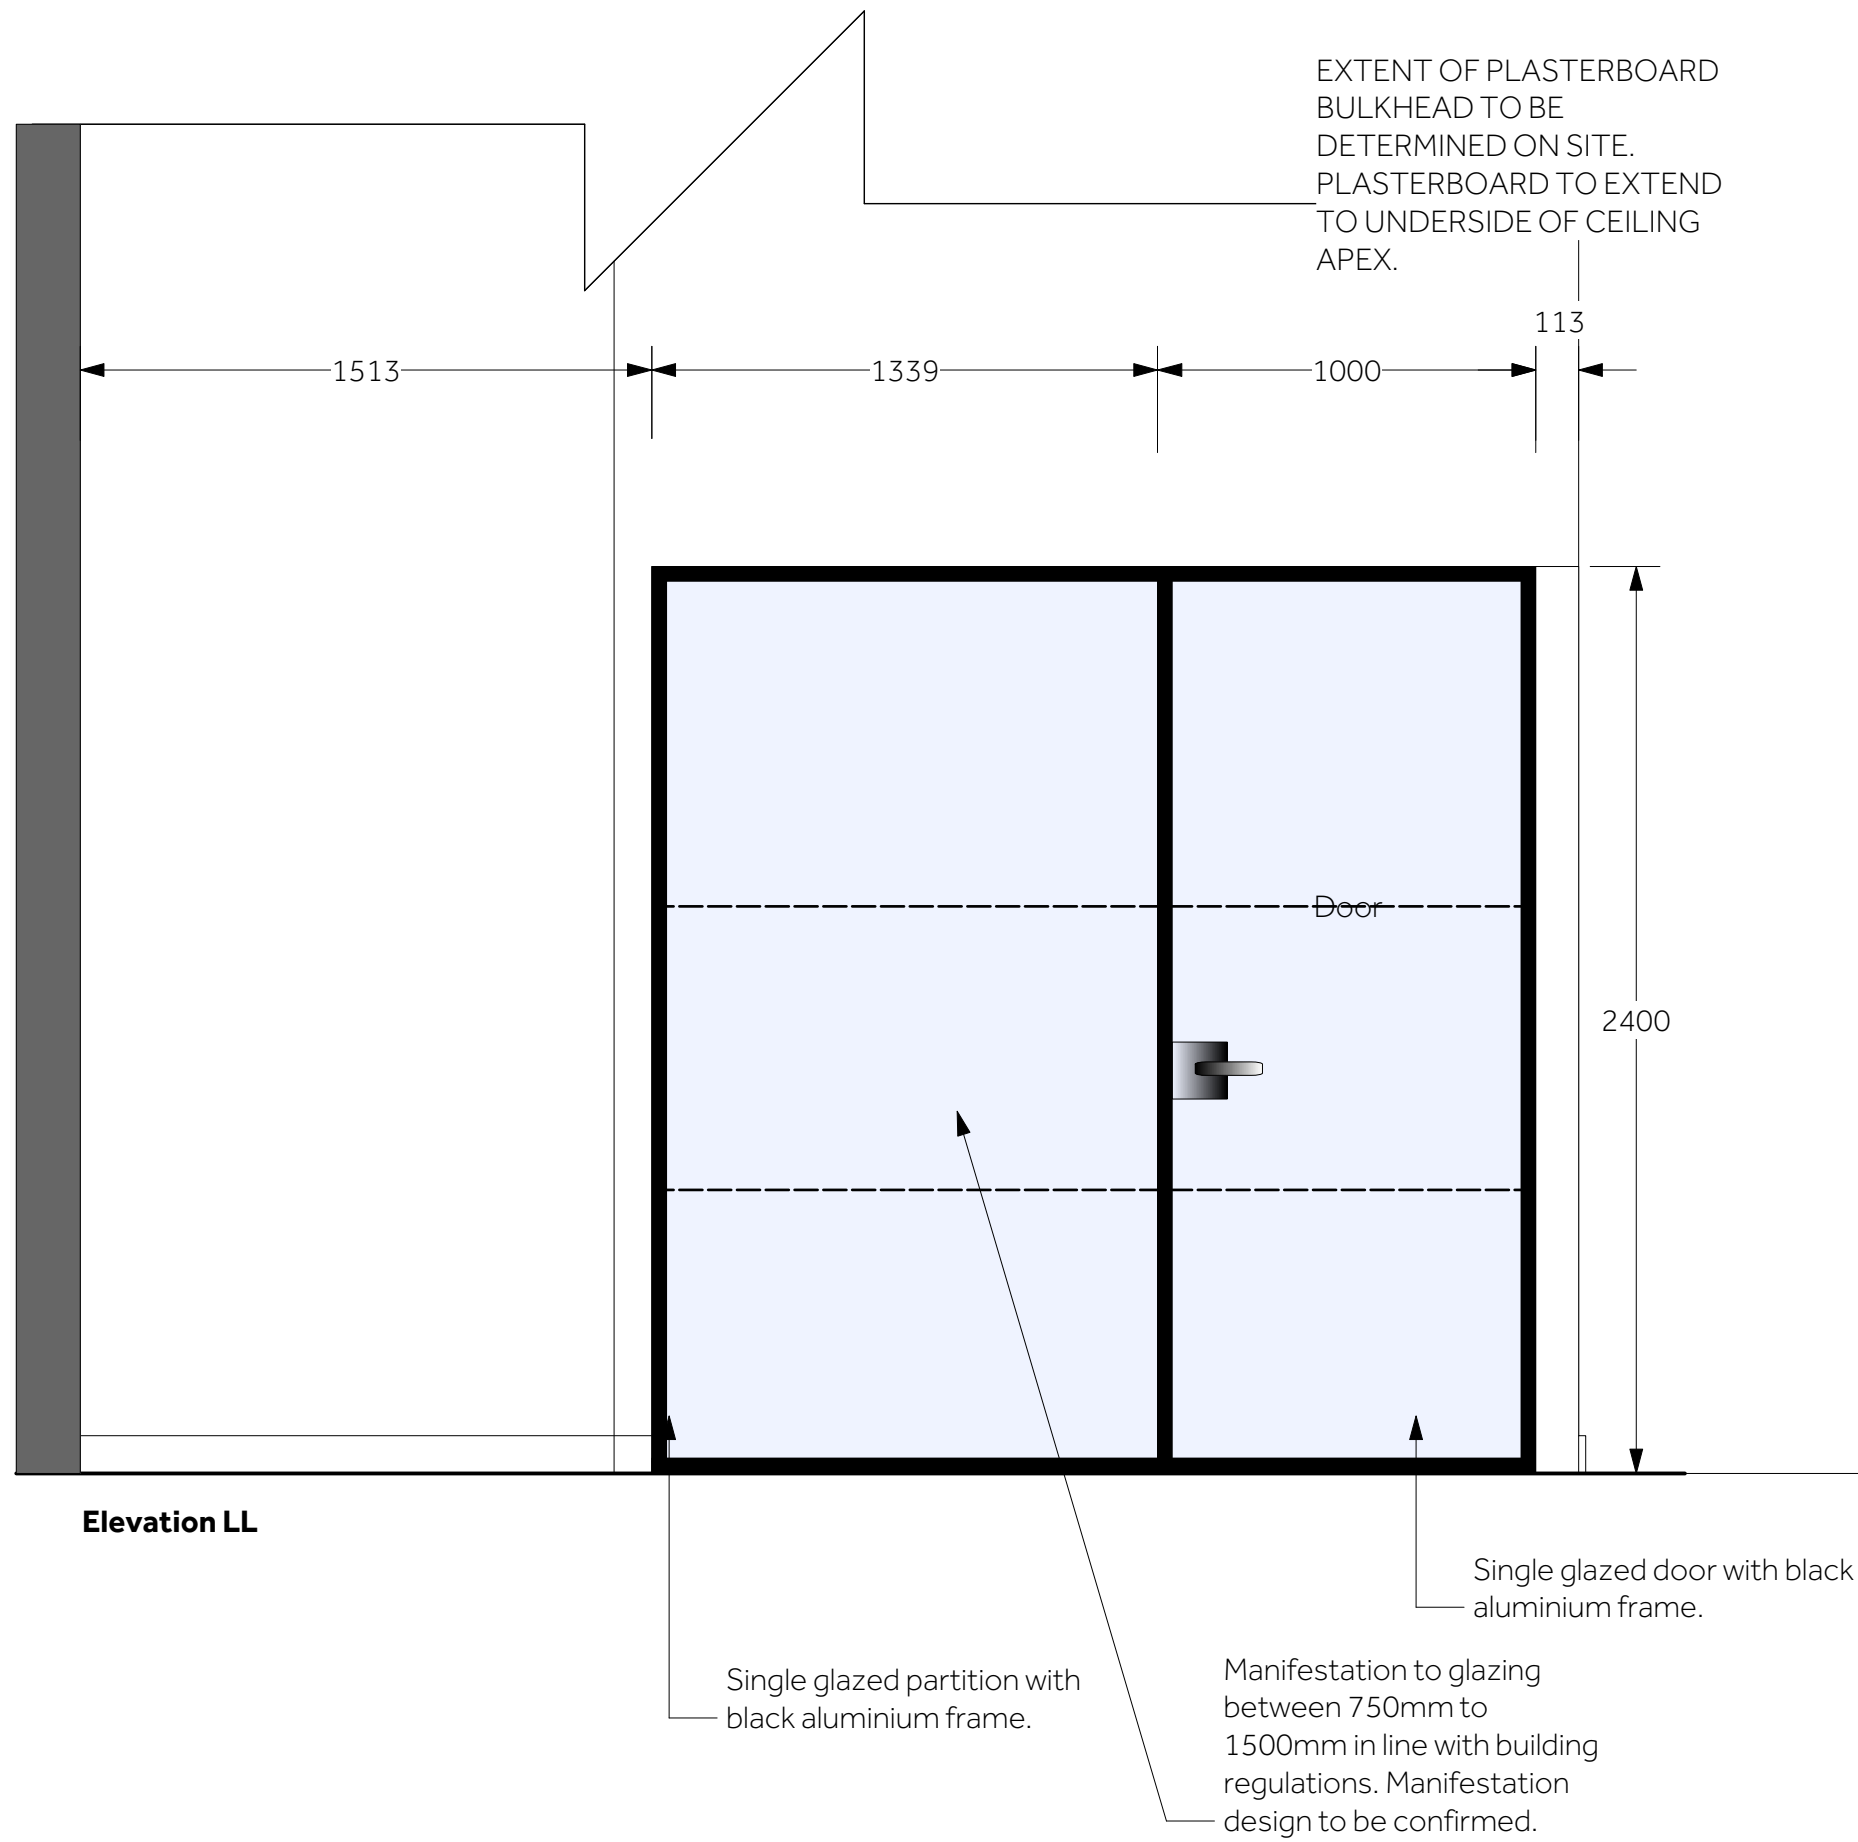 EXTENT OF PLASTERBOARD
BULKHEAD TO BE
DETERMINED ON SITE.
PLASTERBOARD TO EXTEND
TO UNDERSIDE OF CEILING
APEX.
113
1513
1339
1000
Door
2400
Elevation LL
Single glazed door with black
aluminium frame.
Single glazed partition with
black aluminium frame.
Manifestation to glazing
between 750mm to
1500mm in line with building
regulations. Manifestation
design to be confirmed.